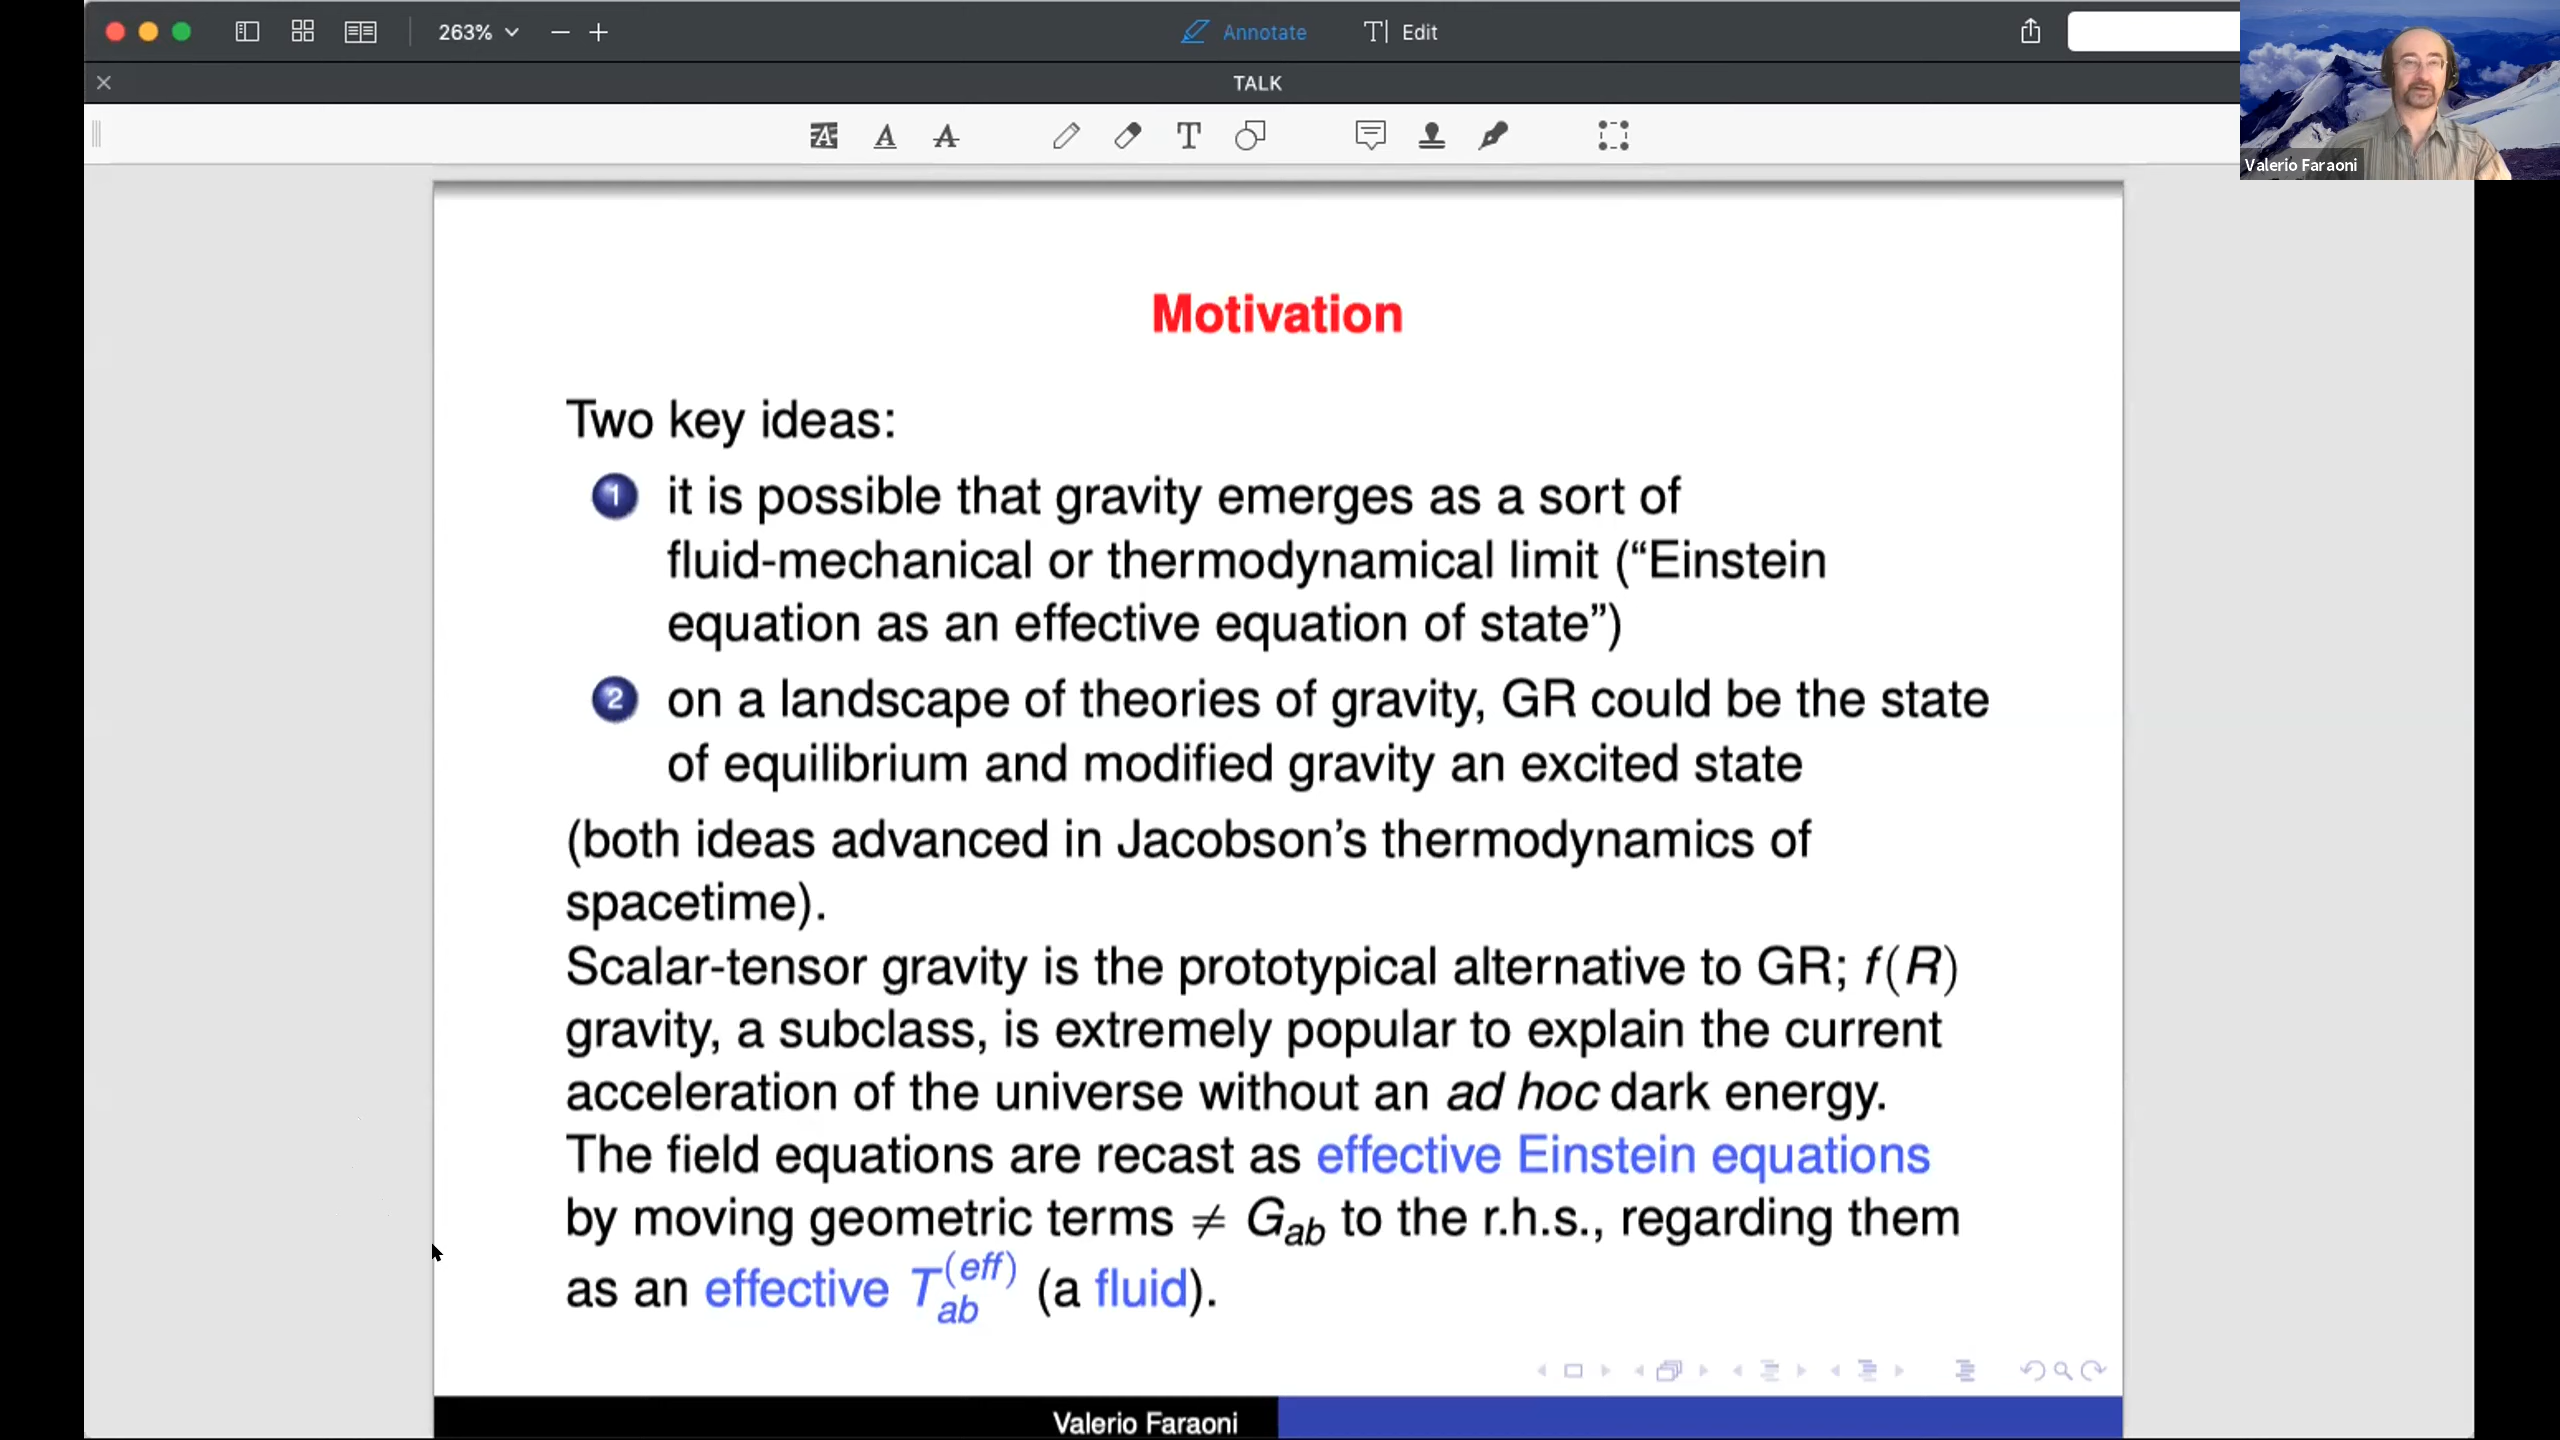 263%
Annotate
T| Edit
TALK
Valerio Faraoni
Motivation
Two key ideas:
1 it is possible that gravity emerges as a sort of
fluid-mechanical or thermodynamical limit (“Einstein
equation as an effective equation of state”)
2 on a landscape of theories of gravity, GR could be the state
of equilibrium and modified gravity an excited state
(both ideas advanced in Jacobson’s thermodynamics of
spacetime).
Scalar-tensor gravity is the prototypical alternative to GR; f(R)
gravity, a subclass, is extremely popular to explain the current
acceleration of the universe without an ad hoc dark energy.
The field equations are recast as effective Einstein equations
by moving geometric terms ≠ G_ab to the r.h.s., regarding them
as an effective T_ab^(eff) (a fluid).
Valerio Faraoni